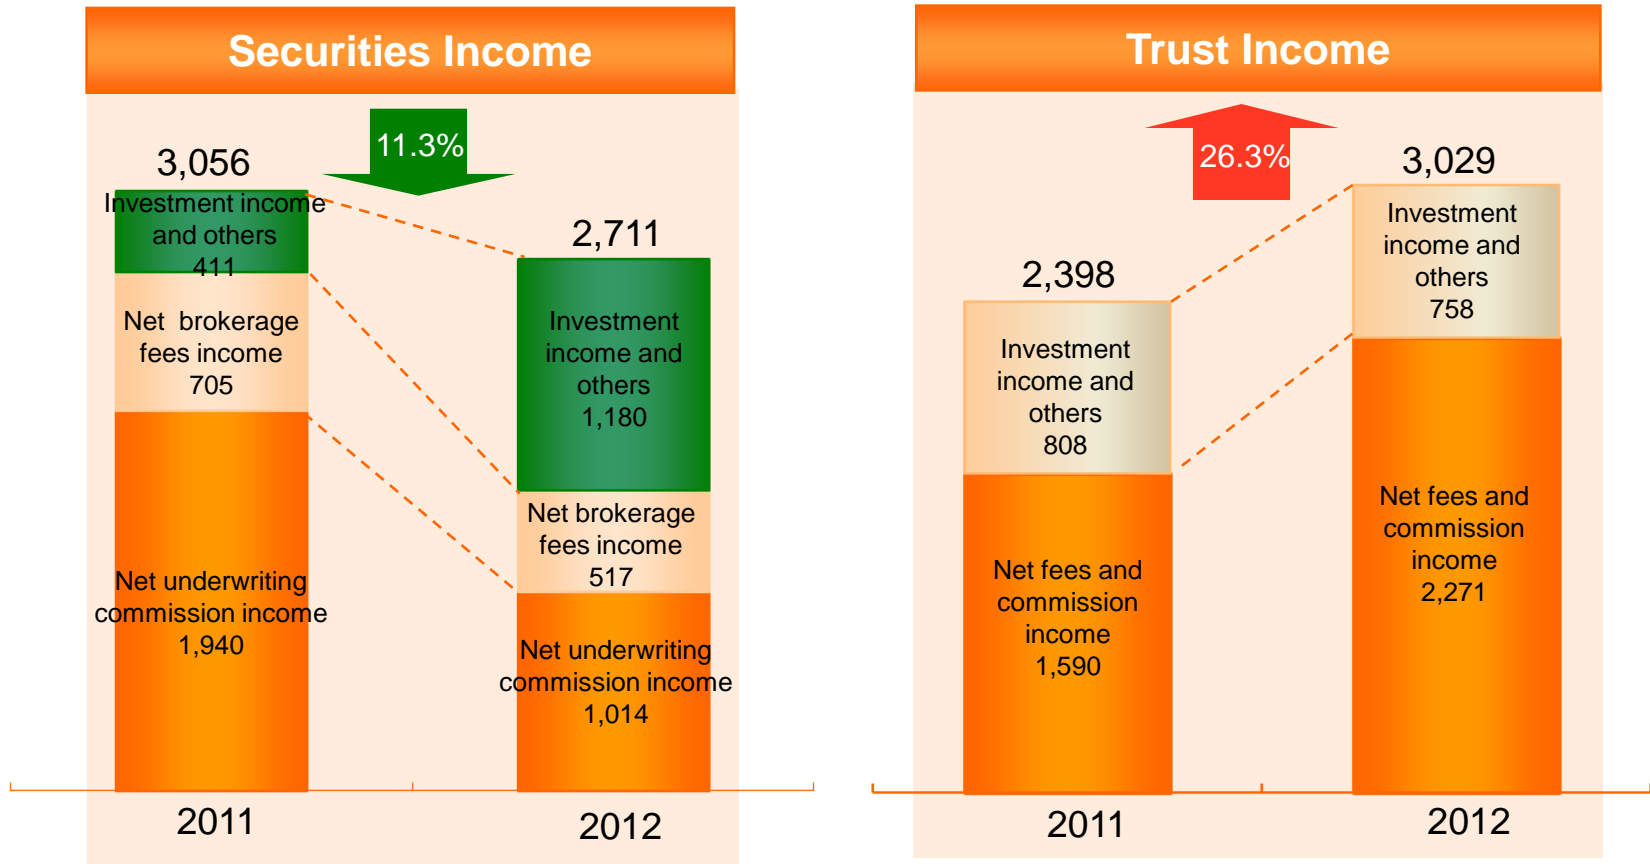 Securities Income
11.3%
3,056
Investment income
and others
411
Net brokerage
fees income
705
Net underwriting
commission income
1,940
2,711
Investment
income and
others
1,180
Net brokerage
fees income
517
Net underwriting
commission income
1,014
2011
2012
Trust Income
26.3%
2,398
Investment
income and
others
808
Net fees and
commission
income
1,590
3,029
Investment
income and
others
758
Net fees and
commission
income
2,271
2011
2012